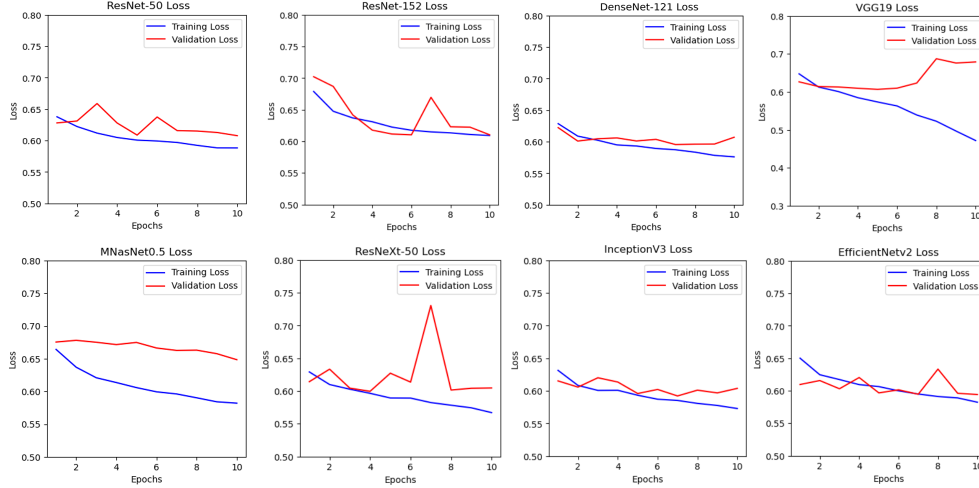 ResNet-50 Loss
0.80
0.75
0.70
0.65
0.60
0.55
0.50
Loss
Training Loss
Validation Loss
2 4 6 8 10
Epochs
ResNet-152 Loss
0.80
0.75
0.70
0.65
0.60
0.55
0.50
Loss
Training Loss
Validation Loss
2 4 6 8 10
Epochs
DenseNet-121 Loss
0.80
0.75
0.70
0.65
0.60
0.55
0.50
Loss
Training Loss
Validation Loss
2 4 6 8 10
Epochs
VGG19 Loss
0.8
0.7
0.6
0.5
0.4
0.3
Loss
Training Loss
Validation Loss
2 4 6 8 10
Epochs
MNasNet0.5 Loss
0.80
0.75
0.70
0.65
0.60
0.55
0.50
Loss
Training Loss
Validation Loss
2 4 6 8 10
Epochs
ResNeXt-50 Loss
0.80
0.75
0.70
0.65
0.60
0.55
0.50
Loss
Training Loss
Validation Loss
2 4 6 8 10
Epochs
InceptionV3 Loss
0.80
0.75
0.70
0.65
0.60
0.55
0.50
Loss
Training Loss
Validation Loss
2 4 6 8 10
Epochs
EfficientNetv2 Loss
0.80
0.75
0.70
0.65
0.60
0.55
0.50
Loss
Training Loss
Validation Loss
2 4 6 8 10
Epochs